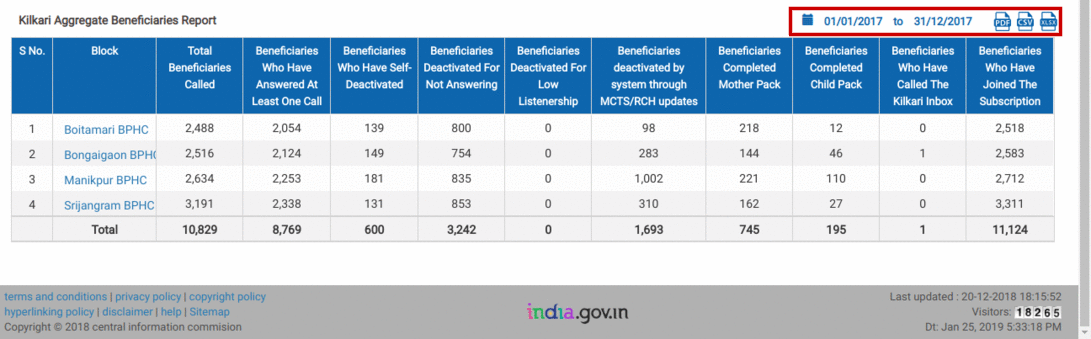 Kilkari Aggregate Beneficiaries Report
01/01/2017 to 31/12/2017 PDF CSV XLSX
S No. Block Total Beneficiaries Called Beneficiaries Who Have Answered At Least One Call Beneficiaries Who Have Self-Deactivated Beneficiaries Deactivated For Not Answering Beneficiaries Deactivated For Low Listenership Beneficiaries deactivated by system through MCTS/RCH updates Beneficiaries Completed Mother Pack Beneficiaries Completed Child Pack Beneficiaries Who Have Called The Kilkari Inbox Beneficiaries Who Have Joined The Subscription
1 Boitamari BPHC 2,488 2,054 139 800 0 98 218 12 0 2,518
2 Bongaigaon BPHC 2,516 2,124 149 754 0 283 144 46 1 2,583
3 Manikpur BPHC 2,634 2,253 181 835 0 1,002 221 110 0 2,712
4 Srijangram BPHC 3,191 2,338 131 853 0 310 162 27 0 3,311
Total 10,829 8,769 600 3,242 0 1,693 745 195 1 11,124
terms and conditions | privacy policy | copyright policy
hyperlinking policy | disclaimer | help | Sitemap
Copyright © 2018 central information commision
india.gov.in
Last updated : 20-12-2018 18:15:52
Visitors: 18265
Dt: Jan 25, 2019 5:33:18 PM